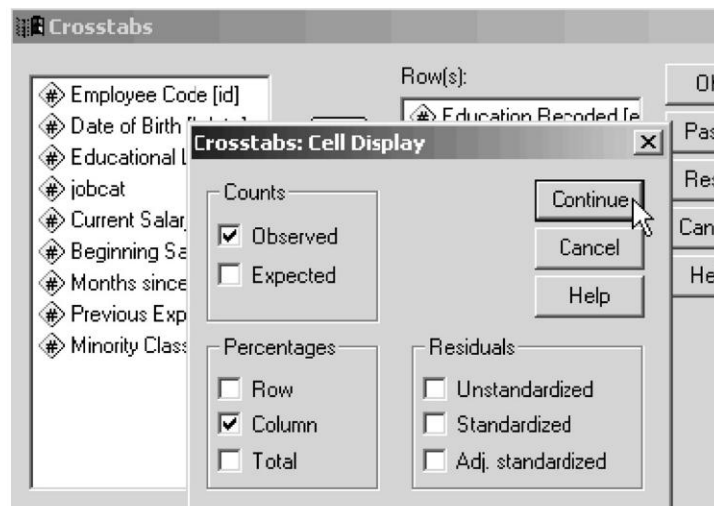 Crosstabs
Row(s):
Employee Code [id]
Date of Birth
Educational
jobcat
Current Salar
Beginning Sa
Months since
Previous Exp
Minority Class
Education Recoded [e
Crosstabs: Cell Display
Counts
Observed
Expected
Continue
Cancel
Help
Percentages
Row
Column
Total
Residuals
Unstandardized
Standardized
Adj. standardized
Pas
Res
Can
He